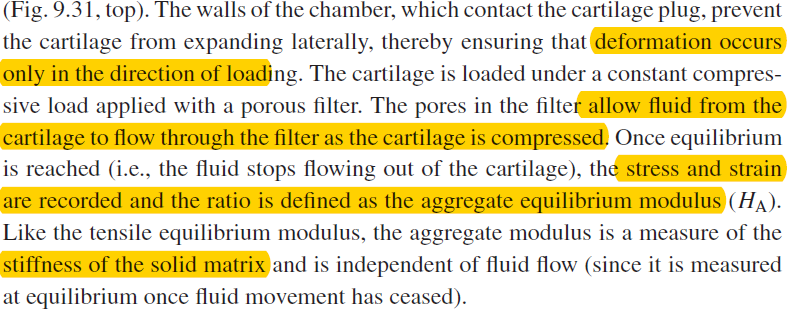 (Fig. 9.31, top). The walls of the chamber, which contact the cartilage plug, prevent
the cartilage from expanding laterally, thereby ensuring that deformation occurs
only in the direction of loading. The cartilage is loaded under a constant compres-
sive load applied with a porous filter. The pores in the filter allow fluid from the
cartilage to flow through the filter as the cartilage is compressed. Once equilibrium
is reached (i.e., the fluid stops flowing out of the cartilage), the stress and strain
are recorded and the ratio is defined as the aggregate equilibrium modulus (HA).
Like the tensile equilibrium modulus, the aggregate modulus is a measure of the
stiffness of the solid matrix and is independent of fluid flow (since it is measured
at equilibrium once fluid movement has ceased).